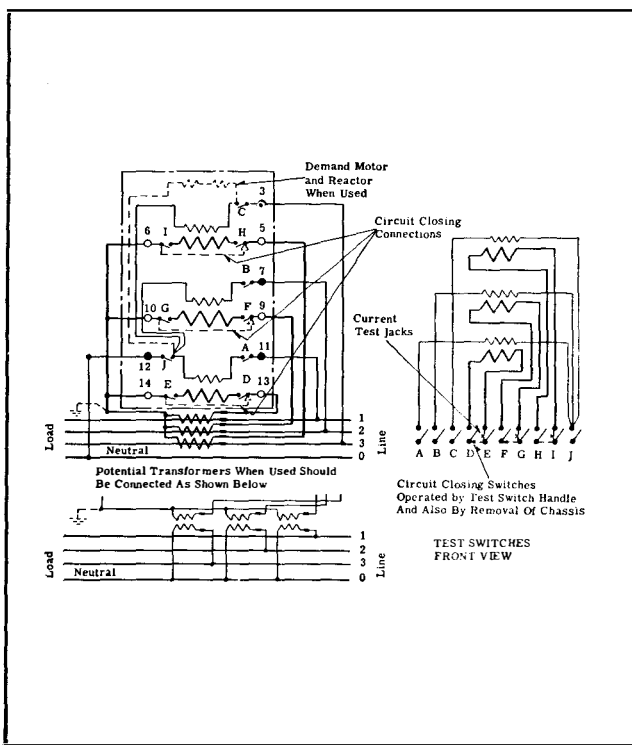 Demand Motor
and Reactor
When Used
3
C
Circuit Closing
Connections
6 I H 5
B 7
10 G F 9
A 11
12 J
14 E D 13
Current
Test Jacks
Load
Line
1
2
3
Neutral 0
A B C D E F G H I J
Potential Transformers When Used Should
Be Connected As Shown Below
Circuit Closing Switches
Operated by Test Switch Handle
And Also By Removal Of Chassis
TEST SWITCHES
FRONT VIEW
Load
Line
1
2
3
Neutral 0